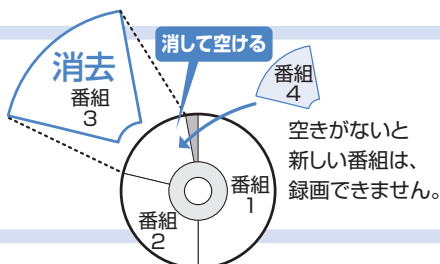 消して空ける
消去
番組
3
番組
4
空きがないと
新しい番組は、
録画できません。
番組
1
番組
2